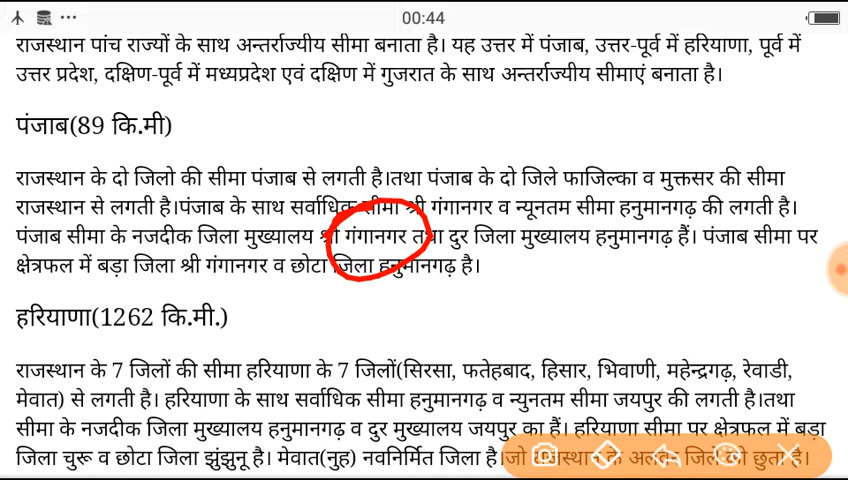 00:44
राजस्थान पांच राज्यों के साथ अन्तर्राज्यीय सीमा बनाता है। यह उत्तर में पंजाब, उत्तर-पूर्व में हरियाणा, पूर्व में
उत्तर प्रदेश, दक्षिण-पूर्व में मध्यप्रदेश एवं दक्षिण में गुजरात के साथ अन्तर्राज्यीय सीमाएं बनाता है।
पंजाब(89 कि.मी)
राजस्थान के दो जिलो की सीमा पंजाब से लगती है।तथा पंजाब के दो जिले फाजिल्का व मुक्तसर की सीमा
राजस्थान से लगती है।पंजाब के साथ सर्वाधिक सीमा श्री गंगानगर व न्यूनतम सीमा हनुमानगढ़ की लगती है।
पंजाब सीमा के नजदीक जिला मुख्यालय श्री गंगानगर तथा दुर जिला मुख्यालय हनुमानगढ़ हैं। पंजाब सीमा पर
क्षेत्रफल में बड़ा जिला श्री गंगानगर व छोटा जिला हनुमानगढ़ है।
हरियाणा(1262 कि.मी.)
राजस्थान के 7 जिलों की सीमा हरियाणा के 7 जिलों(सिरसा, फतेहबाद, हिसार, भिवाणी, महेन्द्रगढ़, रेवाडी,
मेवात) से लगती है। हरियाणा के साथ सर्वाधिक सीमा हनुमानगढ़ व न्युनतम सीमा जयपुर की लगती है।तथा
सीमा के नजदीक जिला मुख्यालय हनुमानगढ़ व दुर मुख्यालय जयपुर का हैं। हरियाणा सीमा पर क्षेत्रफल में बड़ा
जिला चुरू व छोटा जिला झुंझुनू है। मेवात(नुह) नवनिर्मित जिला है।जो राजस्थान के अलवर जिले को छुता है।